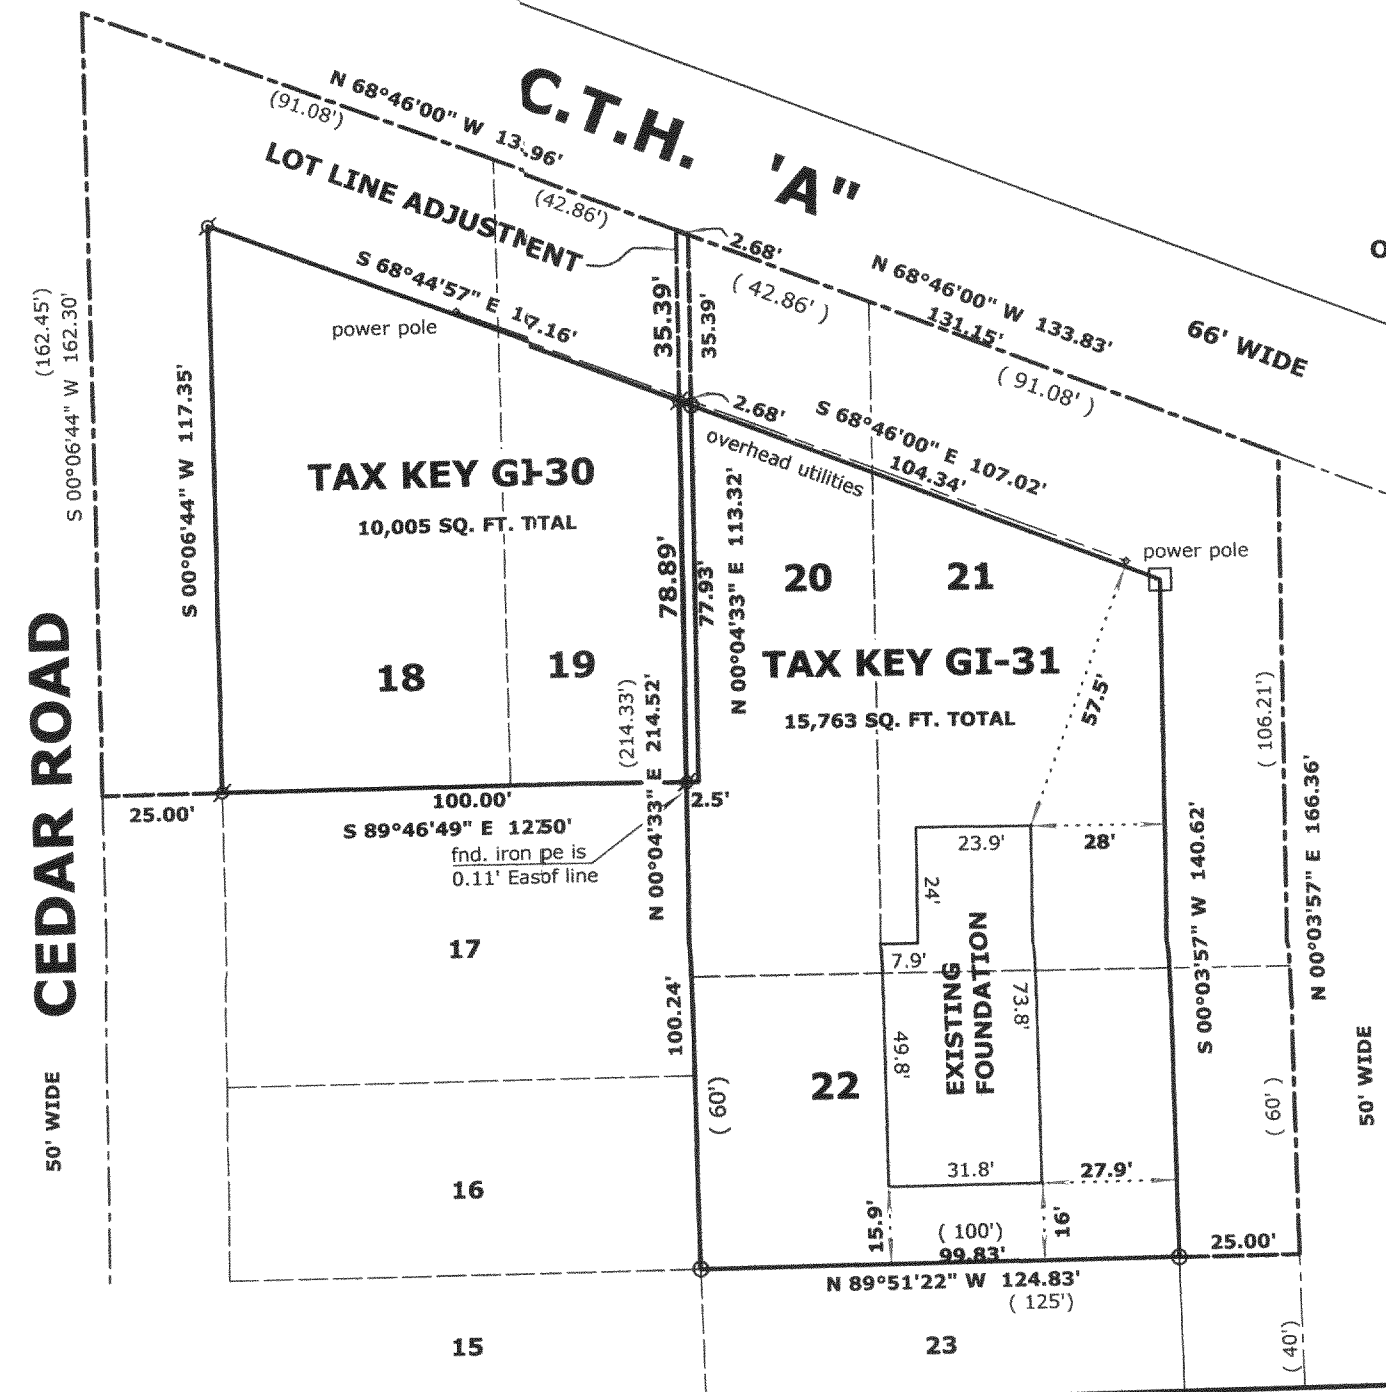 C.T.H. 'A"
N 68°46'00" W 13.96'
(91.08')
LOT LINE ADJUSTMENT
(42.86')
S 68°44'57" E 17.16'
power pole
2.68'
( 42.86' )
N 68°46'00" W 133.83'
131.15'
( 91.08' )
66' WIDE
O
35.39'
35.39'
2.68'
S 68°46'00" E 107.02'
104.34'
overhead utilities
power pole
(162.45')
S 00°06'44" W 162.30'
S 00°06'44" W 117.35'
TAX KEY GI-30
10,005 SQ. FT. TOTAL
78.89'
77.93'
N 00°04'33" E 113.32'
20
21
TAX KEY GI-31
15,763 SQ. FT. TOTAL
57.5'
18
19
(214.33')
N 00°04'33" E 214.52'
( 106.21')
N 00°03'57" E 166.36'
CEDAR ROAD
50' WIDE
25.00'
100.00'
2.5'
S 89°46'49" E 50'
fnd. iron pe is
0.11' Eas of line
23.9'
28'
24'
S 00°03'57" W 140.62'
17
7.9'
EXISTING
FOUNDATION
73.8'
49.8'
100.24'
(60' )
22
( 60' )
50' WIDE
16
31.8'
27.9'
15.9'
( 100')
16'
99.83'
25.00'
N 89°51'22" W 124.83'
( 125')
15
23
( 40')